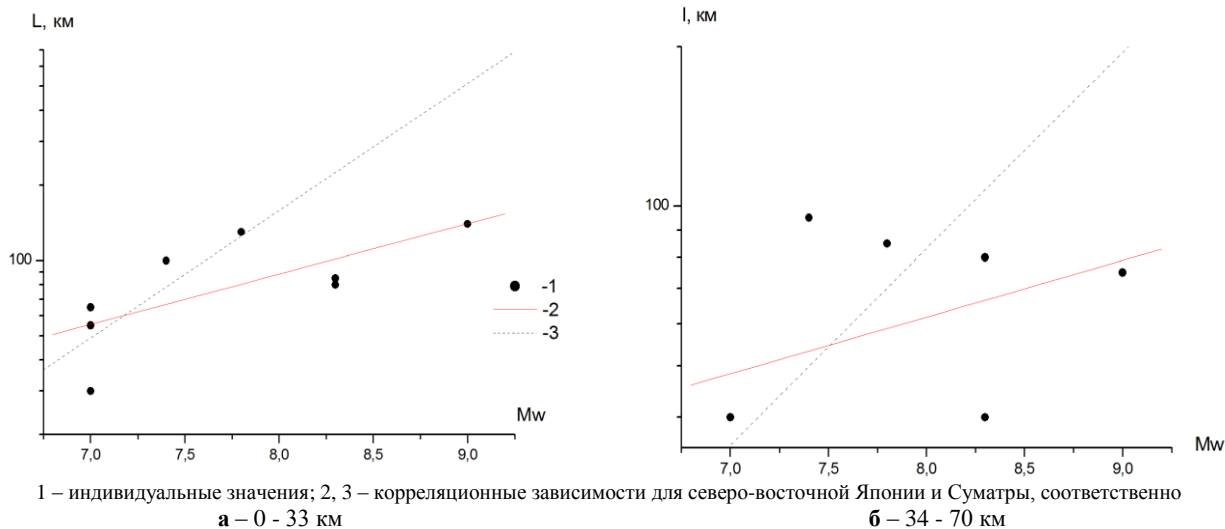 L, км
100
-1
-2
-3
Mw
7,0 7,5 8,0 8,5 9,0
l, км
100
Mw
7,0 7,5 8,0 8,5 9,0
1 – индивидуальные значения; 2, 3 – корреляционные зависимости для северо-восточной Японии и Суматры, соответственно
а – 0 - 33 км б – 34 - 70 км